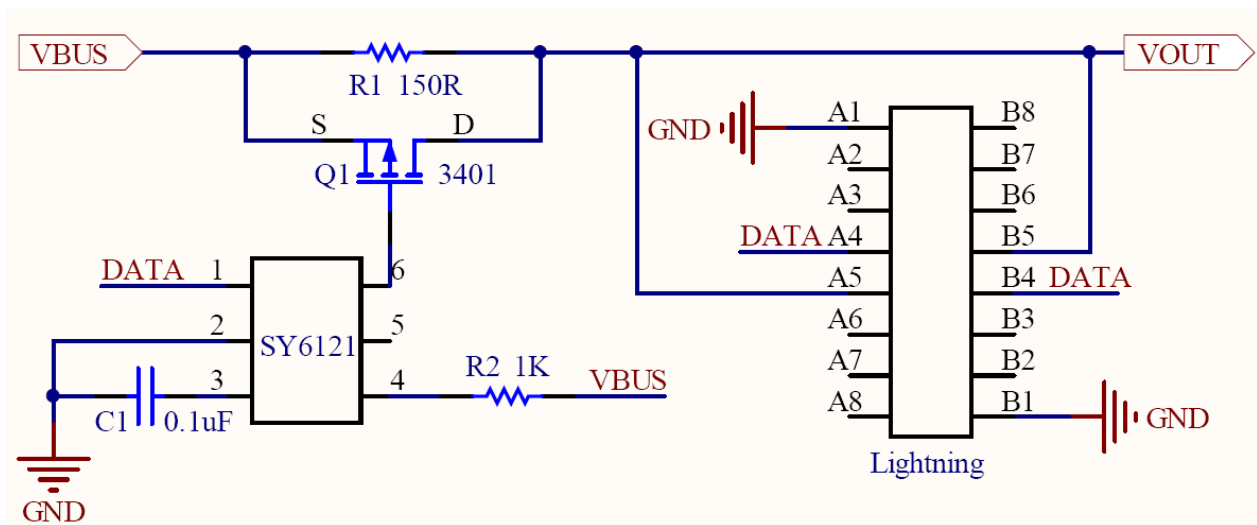 VBUS
VOUT
R1 150R
S
D
Q1
3401
GND
A1
B8
A2
B7
A3
B6
DATA
A4
B5
A5
B4
DATA
A6
B3
A7
B2
A8
B1
GND
Lightning
DATA
1
6
2
5
SY6121
3
4
R2 1K
VBUS
C1
0.1uF
GND